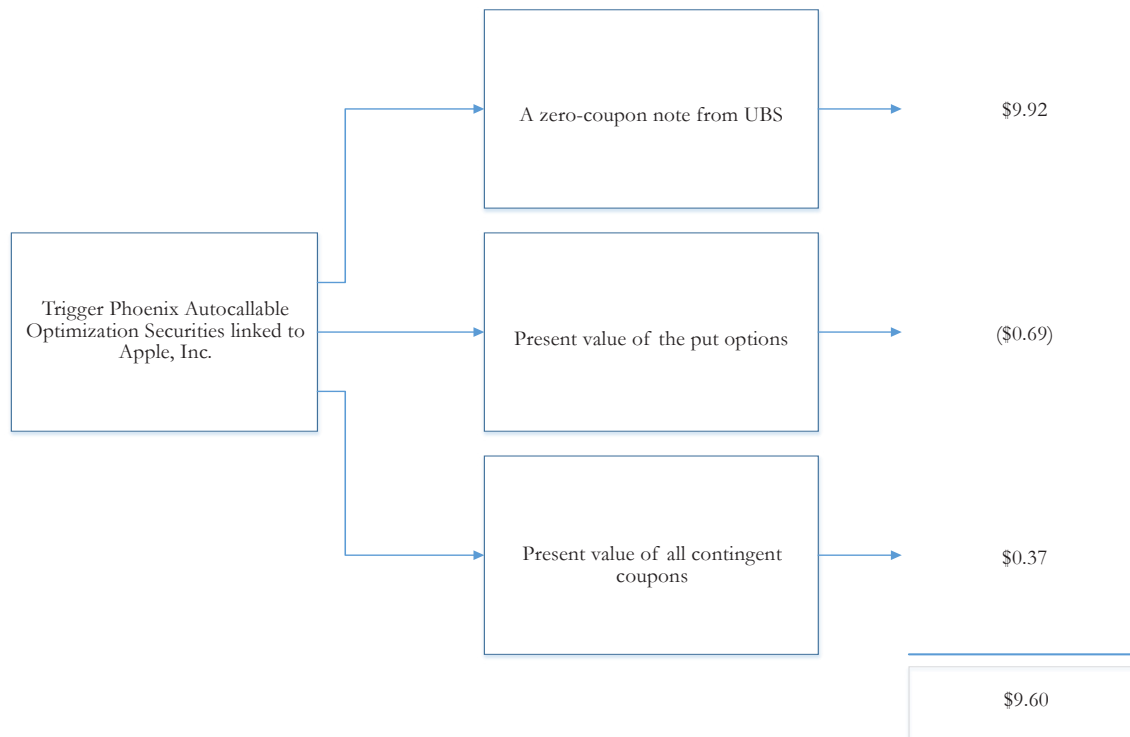 A zero-coupon note from UBS
$9.92
Trigger Phoenix Autocallable
Optimization Securities linked to
Apple, Inc.
Present value of the put options
($0.69)
Present value of all contingent
coupons
$0.37
$9.60